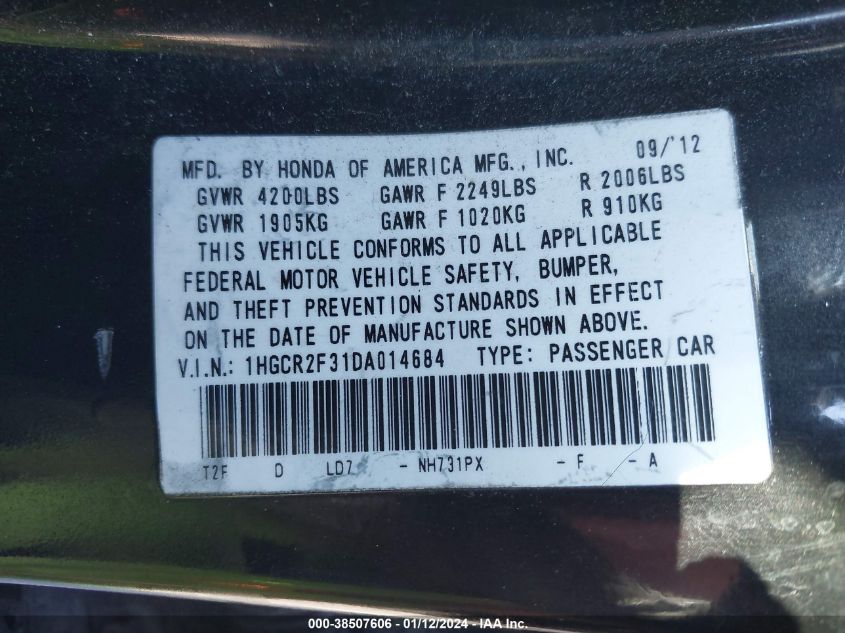 MFD. BY HONDA OF AMERICA MFG., INC. 09/'12
GVWR 4200LBS GAWR F 2249LBS R 2006LBS
GVWR 1905KG GAWR F 1020KG R 910KG
THIS VEHICLE CONFORMS TO ALL APPLICABLE
FEDERAL MOTOR VEHICLE SAFETY, BUMPER,
AND THEFT PREVENTION STANDARDS IN EFFECT
ON THE DATE OF MANUFACTURE SHOWN ABOVE.
V.I.N.: 1HGCR2F31DA014684 TYPE: PASSENGER CAR
T2F D LD7 - NH731PX - F - A
000-38507606 - 01/12/2024 - IAA Inc.